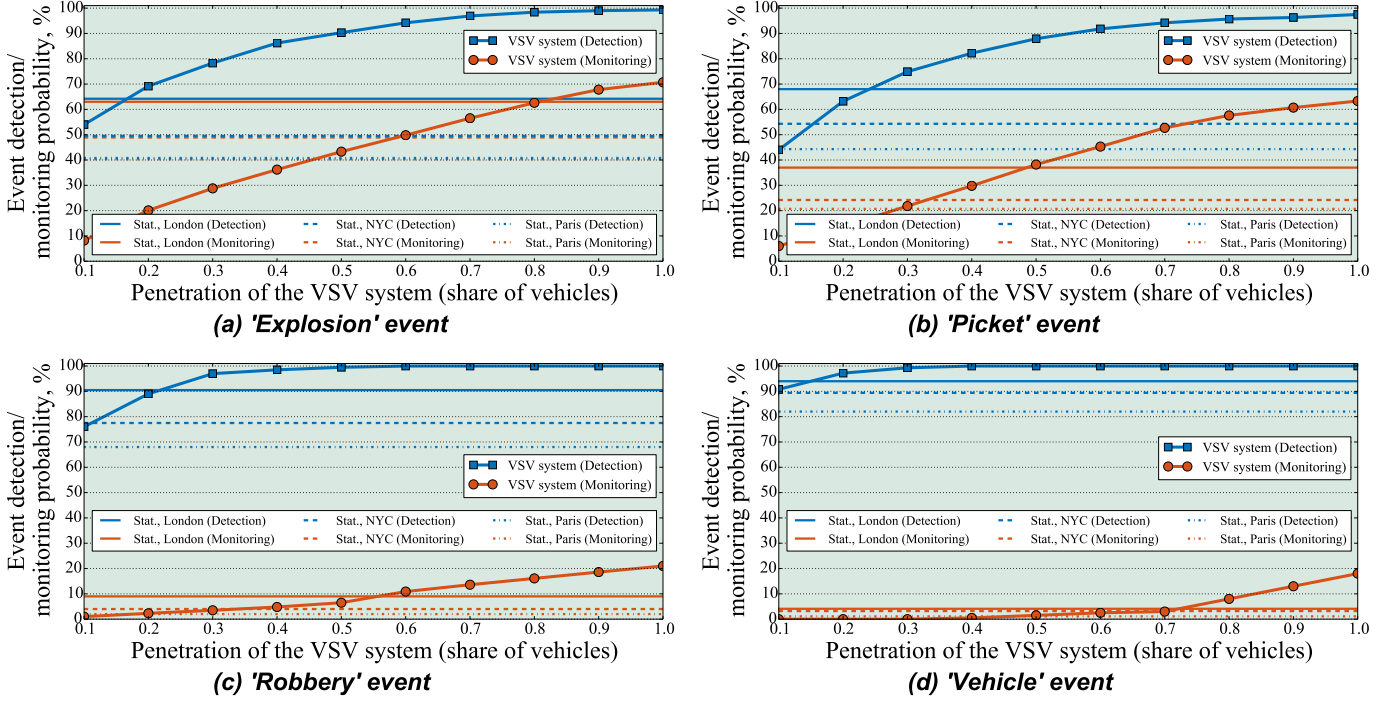 Event detection/
monitoring probability, %
100
90
80
70
60
50
40
30
20
10
0
VSV system (Detection)
VSV system (Monitoring)
Stat., London (Detection) Stat., NYC (Detection) Stat., Paris (Detection)
Stat., London (Monitoring) Stat., NYC (Monitoring) Stat., Paris (Monitoring)
0.1 0.2 0.3 0.4 0.5 0.6 0.7 0.8 0.9 1.0
Penetration of the VSV system (share of vehicles)
(a) 'Explosion' event
Event detection/
monitoring probability, %
100
90
80
70
60
50
40
30
20
10
0
VSV system (Detection)
VSV system (Monitoring)
Stat., London (Detection) Stat., NYC (Detection) Stat., Paris (Detection)
Stat., London (Monitoring) Stat., NYC (Monitoring) Stat., Paris (Monitoring)
0.1 0.2 0.3 0.4 0.5 0.6 0.7 0.8 0.9 1.0
Penetration of the VSV system (share of vehicles)
(b) 'Picket' event
Event detection/
monitoring probability, %
100
90
80
70
60
50
40
30
20
10
0
VSV system (Detection)
VSV system (Monitoring)
Stat., London (Detection) Stat., NYC (Detection) Stat., Paris (Detection)
Stat., London (Monitoring) Stat., NYC (Monitoring) Stat., Paris (Monitoring)
0.1 0.2 0.3 0.4 0.5 0.6 0.7 0.8 0.9 1.0
Penetration of the VSV system (share of vehicles)
(c) 'Robbery' event
Event detection/
monitoring probability, %
100
90
80
70
60
50
40
30
20
10
0
VSV system (Detection)
VSV system (Monitoring)
Stat., London (Detection) Stat., NYC (Detection) Stat., Paris (Detection)
Stat., London (Monitoring) Stat., NYC (Monitoring) Stat., Paris (Monitoring)
0.1 0.2 0.3 0.4 0.5 0.6 0.7 0.8 0.9 1.0
Penetration of the VSV system (share of vehicles)
(d) 'Vehicle' event